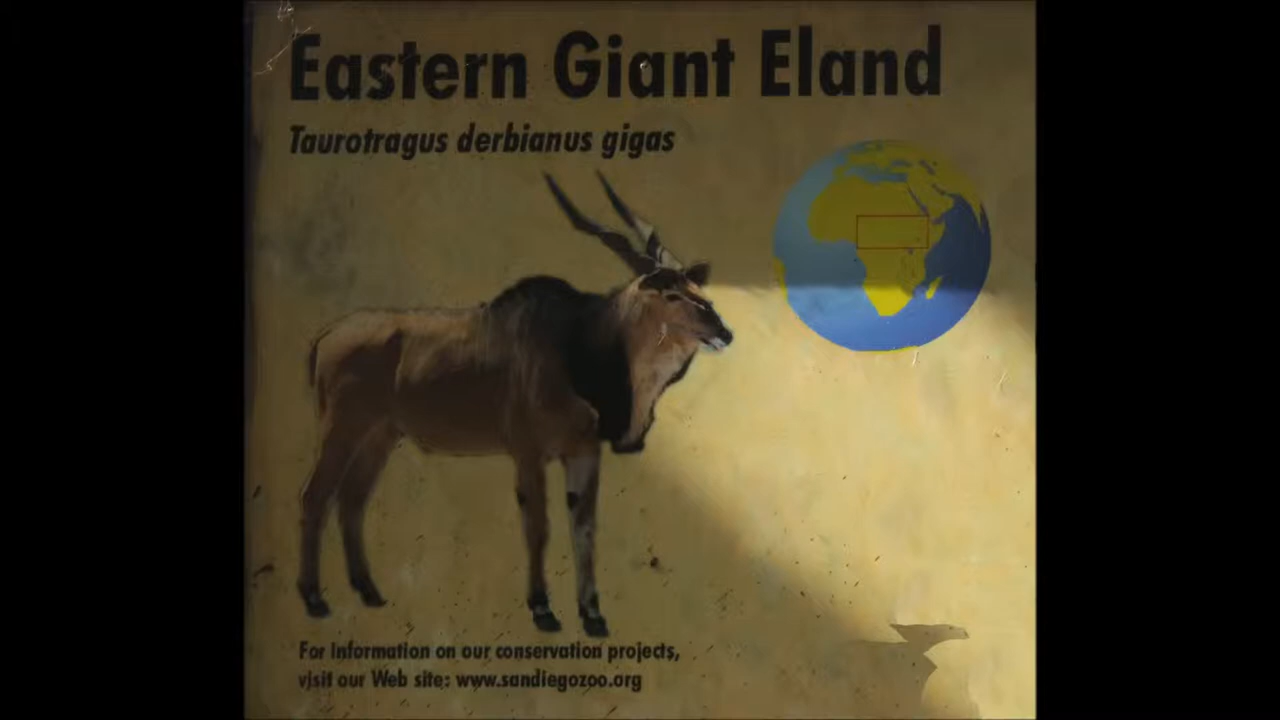 Eastern Giant Eland
Taurotragus derbianus gigas
For Information on our conservation projects,
visit our Web site: www.sandiegozoo.org